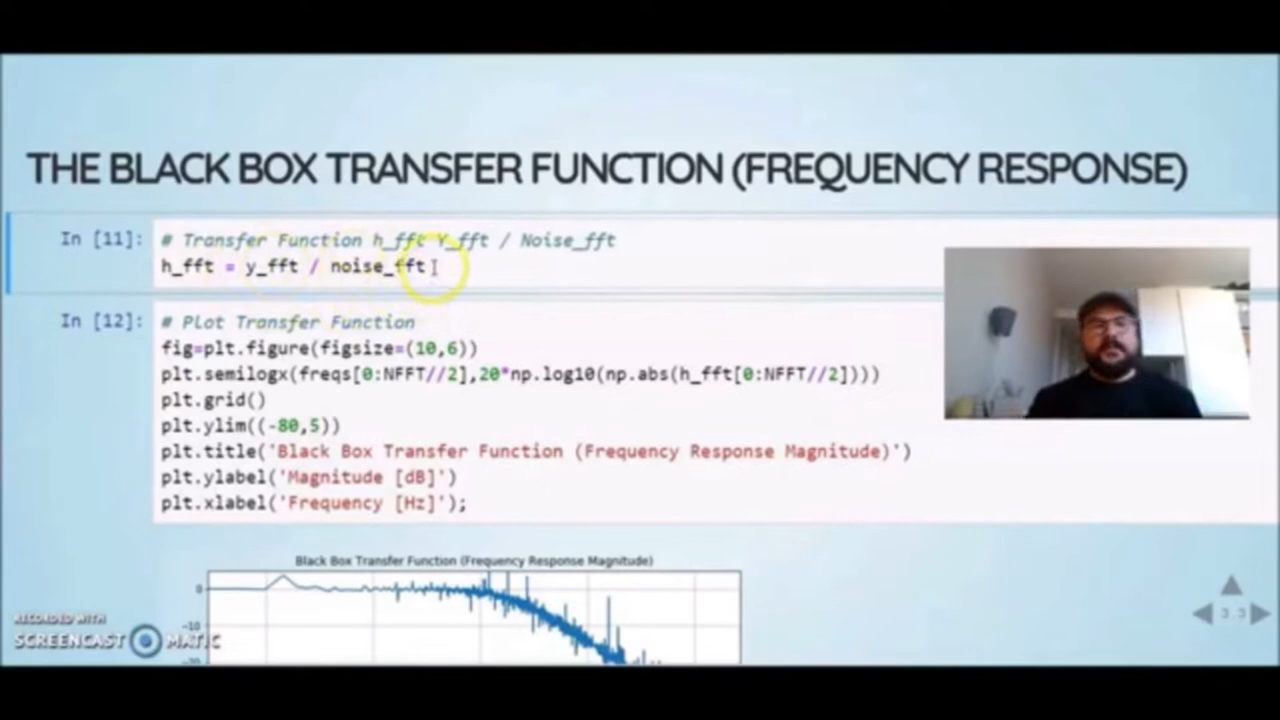 THE BLACK BOX TRANSFER FUNCTION (FREQUENCY RESPONSE)
In [11]:
# Transfer Function h_fft Y_fft / Noise_fft
h_fft = y_fft / noise_fft
In [12]:
# Plot Transfer Function
fig=plt.figure(figsize=(10,6))
plt.semilogx(freqs[0:NFFT//2],20*np.log10(np.abs(h_fft[0:NFFT//2])))
plt.grid()
plt.ylim((-80,5))
plt.title('Black Box Transfer Function (Frequency Response Magnitude)')
plt.ylabel('Magnitude [dB]')
plt.xlabel('Frequency [Hz]');
Black Box Transfer Function (Frequency Response Magnitude)
0
-10
-20
RECORDED WITH
SCREENCAST MATIC
3.3